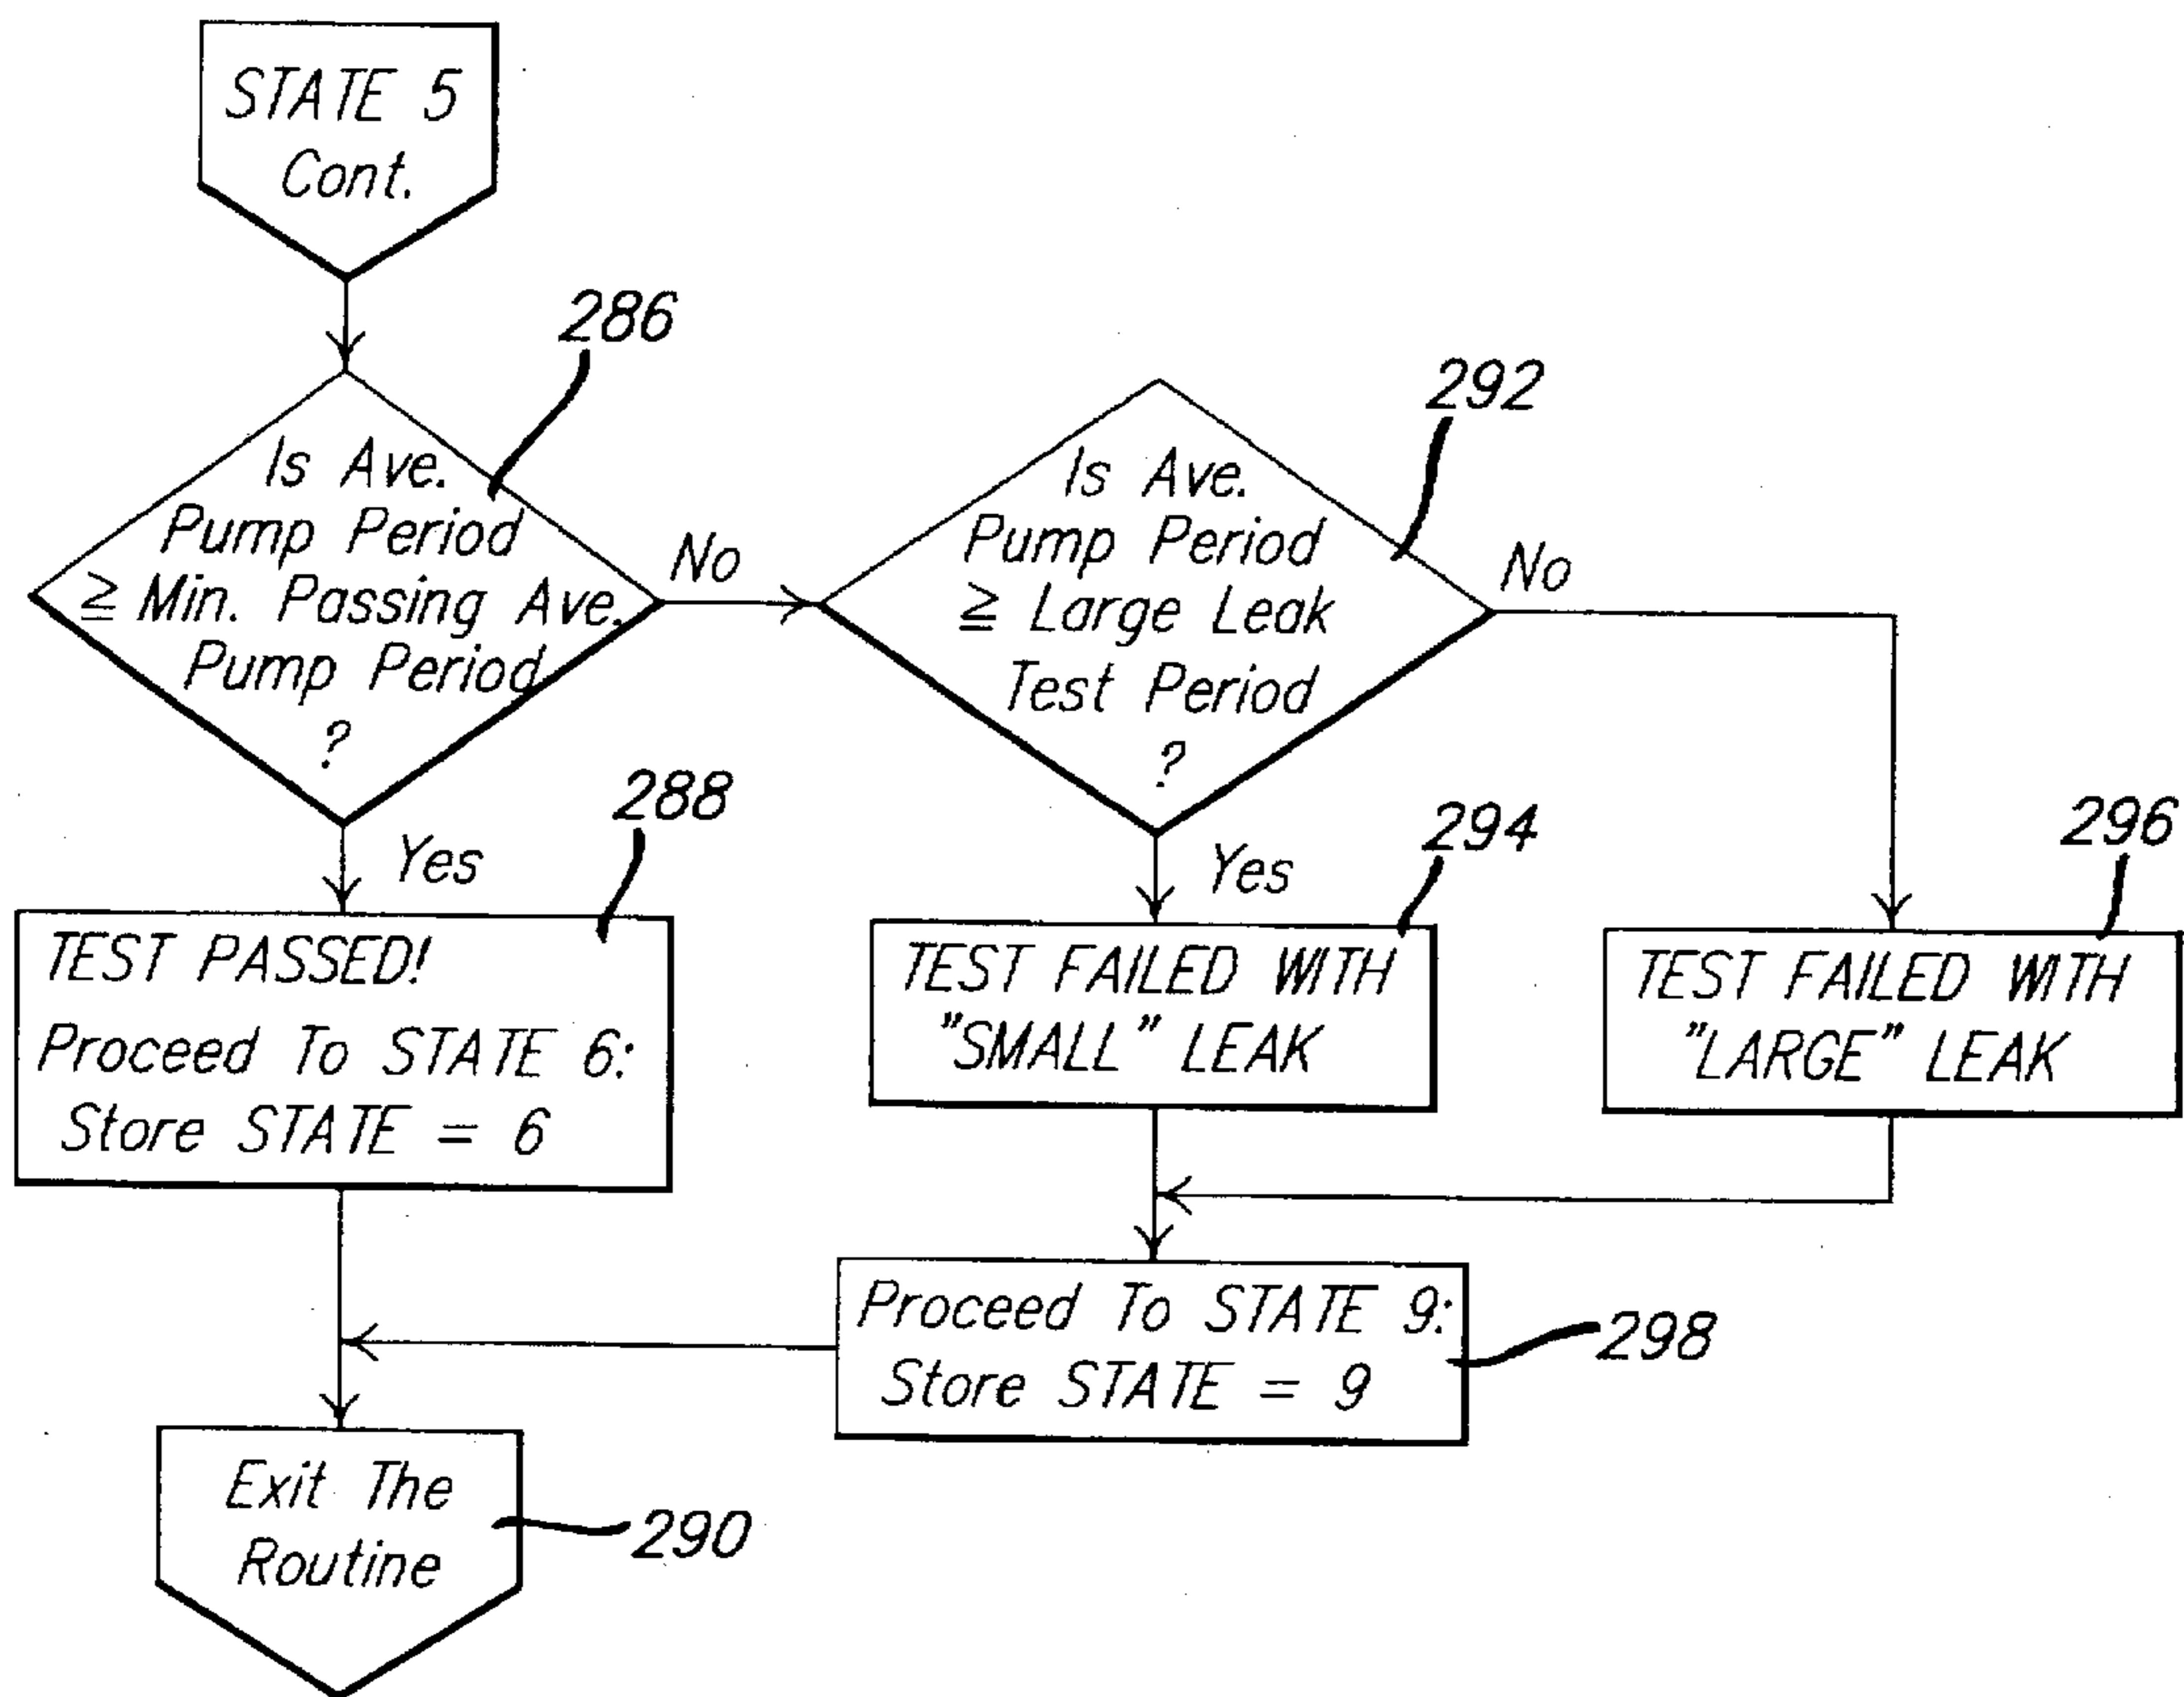 STATE 5
Cont.
286
Is Ave.
Pump Period
≥ Min. Passing Ave.
Pump Period
?
No
292
Is Ave.
Pump Period
≧ Large Leak
Test Period
?
No
Yes
288
TEST PASSED!
Proceed To STATE 6:
Store STATE = 6
Yes
294
TEST FAILED WITH
"SMALL" LEAK
296
TEST FAILED WITH
"LARGE" LEAK
Proceed To STATE 9:
Store STATE = 9
298
Exit The
Routine
290